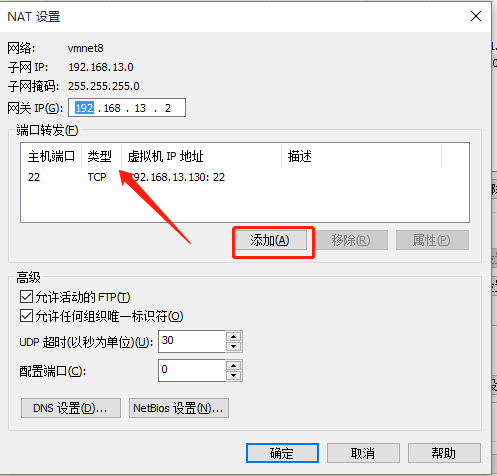 NAT 设置
网络: vmnet8
子网 IP: 192.168.13.0
子网掩码: 255.255.255.0
网关 IP(G): 192 . 168 . 13 . 2
端口转发(F)
主机端口 类型 虚拟机 IP 地址 描述
22 TCP 192.168.13.130: 22
添加(A) 移除(R) 属性(P)
高级
允许活动的 FTP(T)
允许任何组织唯一标识符(O)
UDP 超时(以秒为单位)(U): 30
配置端口(C): 0
DNS 设置(D)... NetBios 设置(N)...
确定 取消 帮助